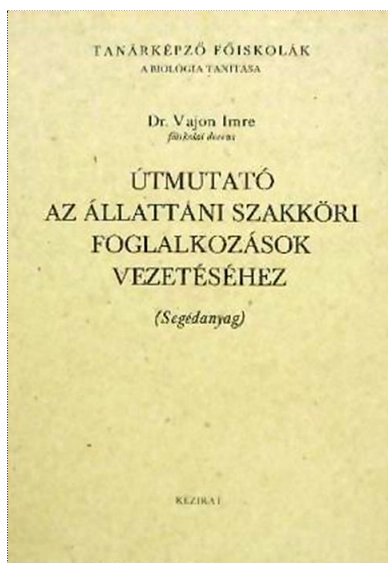 TANÁRKÉPZŐ FŐISKOLÁK
A BIOLÓGIA TANÍTÁSA
Dr. Vajon Imre
főiskolai docens
ÚTMUTATÓ
AZ ÁLLATTANI SZAKKÖRI
FOGLALKOZÁSOK
VEZETÉSÉHEZ
(Segédanyag)
KÉZIRAT